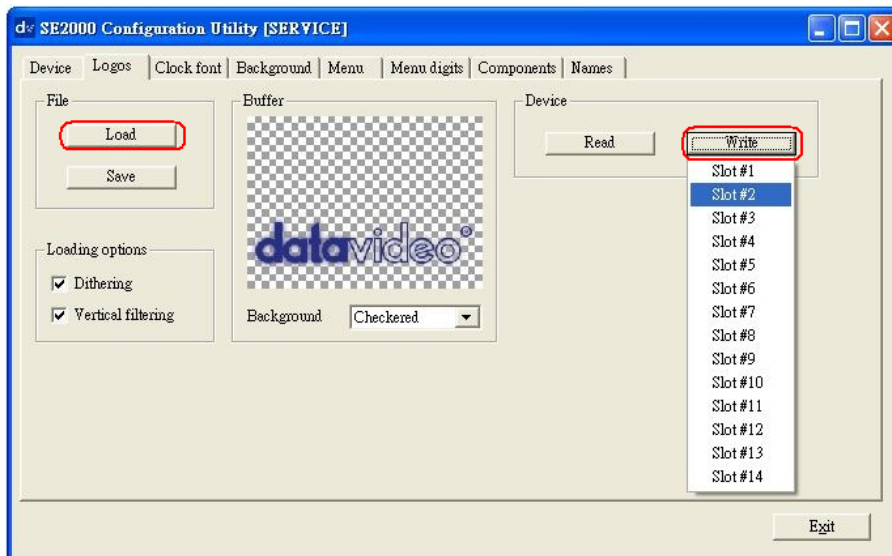 dv SE2000 Configuration Utility [SERVICE]
Device Logos Clock font Background Menu Menu digits Components Names
File
Load
Save
Loading options
Dithering
Vertical filtering
Buffer
datavideo®
Background Checkered
Device
Read Write
Slot #1
Slot #2
Slot #3
Slot #4
Slot #5
Slot #6
Slot #7
Slot #8
Slot #9
Slot #10
Slot #11
Slot #12
Slot #13
Slot #14
Exit